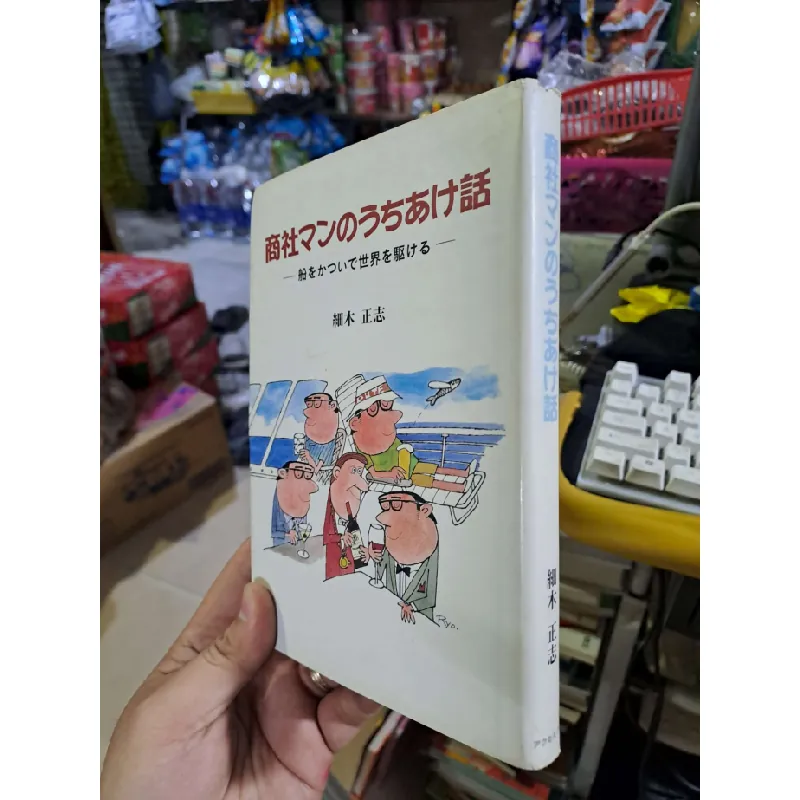 商社マンのうちあけ話
―船をかついで世界を駆ける―
細木 正志
商社マンのうちあけ話
細木 正志